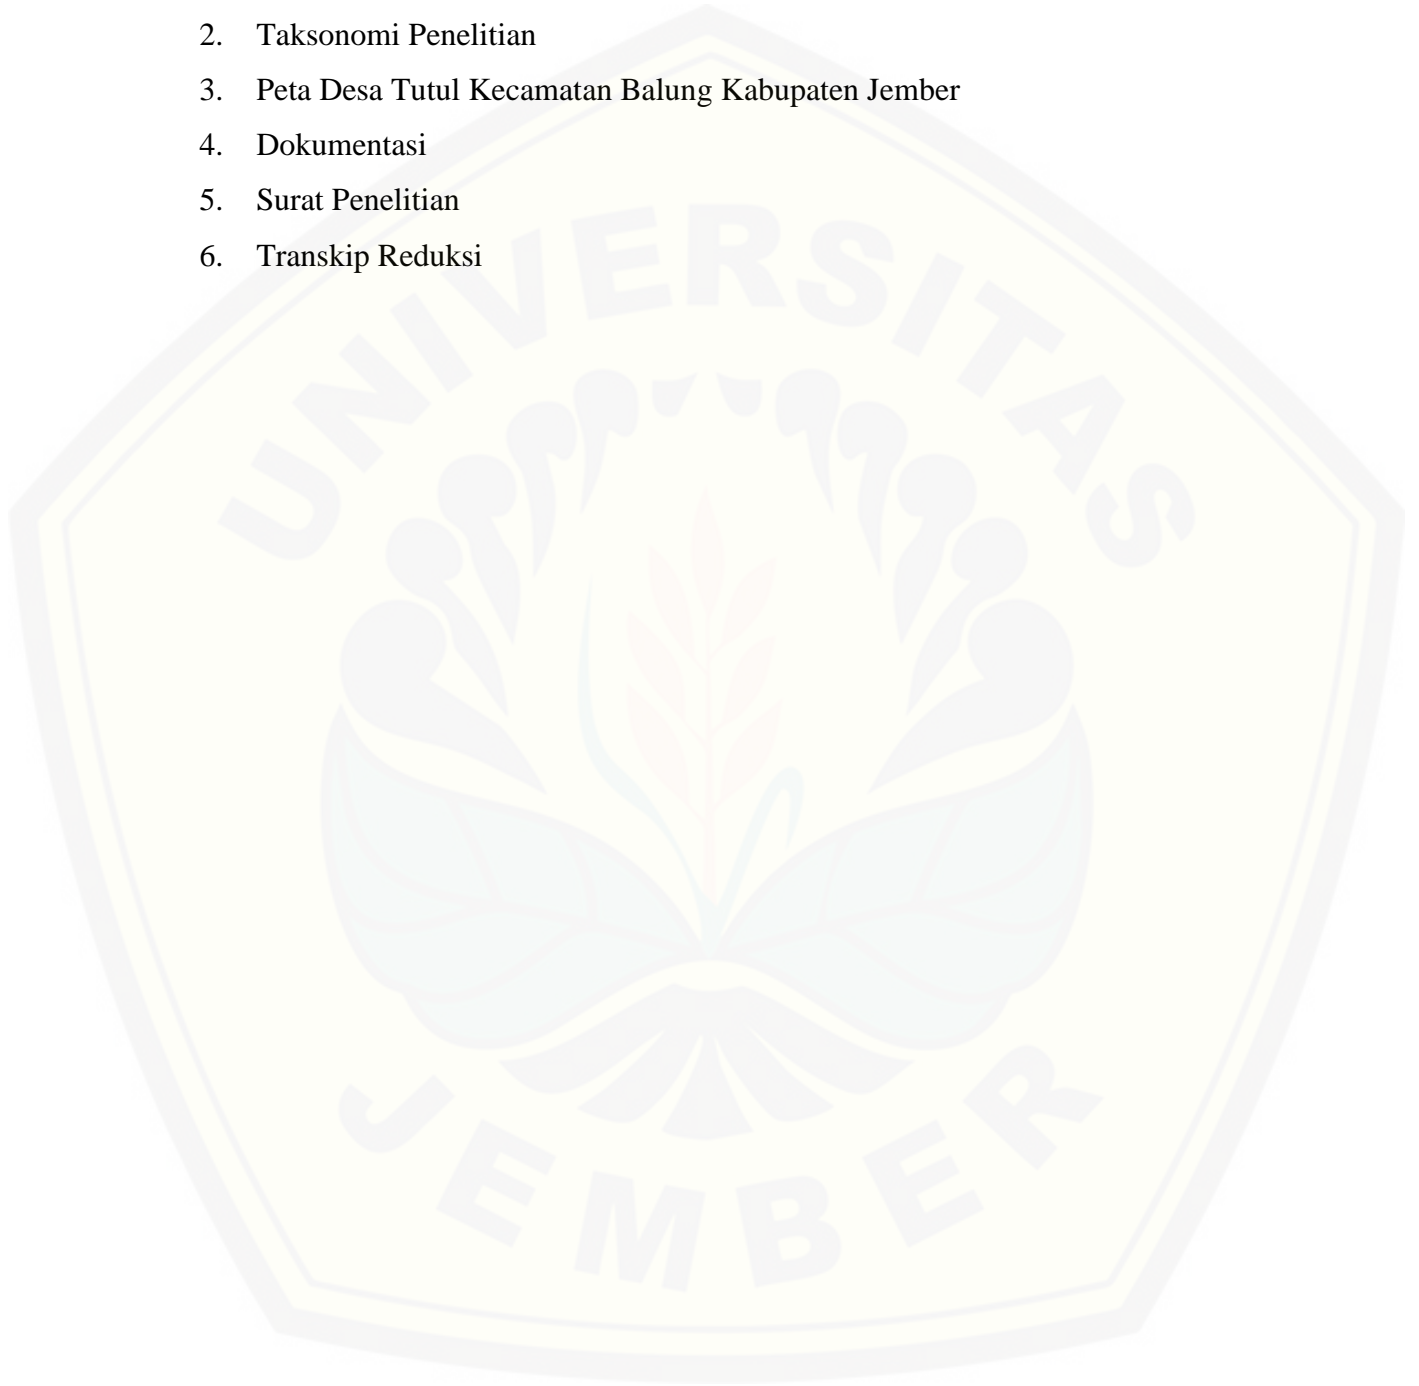 2. Taksonomi Penelitian
3. Peta Desa Tutul Kecamatan Balung Kabupaten Jember
4. Dokumentasi
5. Surat Penelitian
6. Transkip Reduksi
UNIVERSITAS
JEMBER